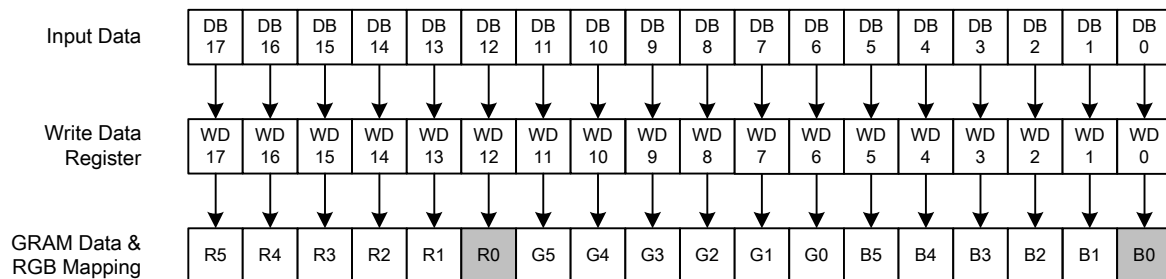 Input Data
DB 17 DB 16 DB 15 DB 14 DB 13 DB 12 DB 11 DB 10 DB 9 DB 8 DB 7 DB 6 DB 5 DB 4 DB 3 DB 2 DB 1 DB 0
Write Data
Register
WD 17 WD 16 WD 15 WD 14 WD 13 WD 12 WD 11 WD 10 WD 9 WD 8 WD 7 WD 6 WD 5 WD 4 WD 3 WD 2 WD 1 WD 0
GRAM Data &
RGB Mapping
R5 R4 R3 R2 R1 R0 G5 G4 G3 G2 G1 G0 B5 B4 B3 B2 B1 B0